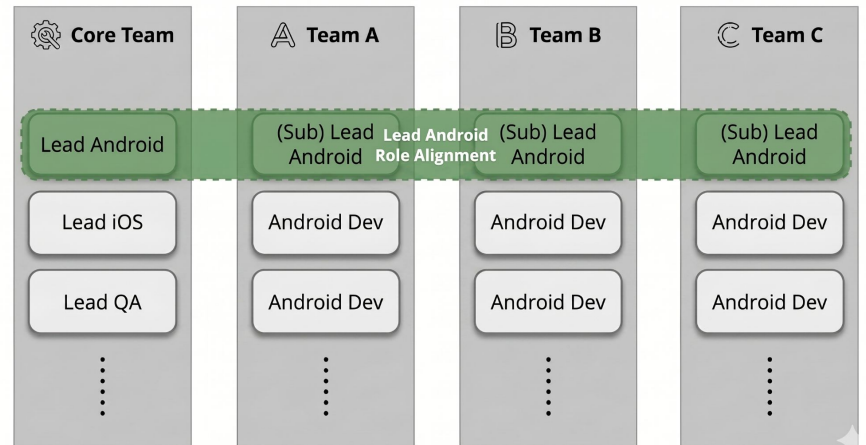 Core Team
Team A
Team B
Team C
Lead Android
(Sub) Lead
Android
Lead Android
Role Alignment
(Sub) Lead
Android
(Sub) Lead
Android
Lead iOS
Android Dev
Android Dev
Android Dev
Lead QA
Android Dev
Android Dev
Android Dev